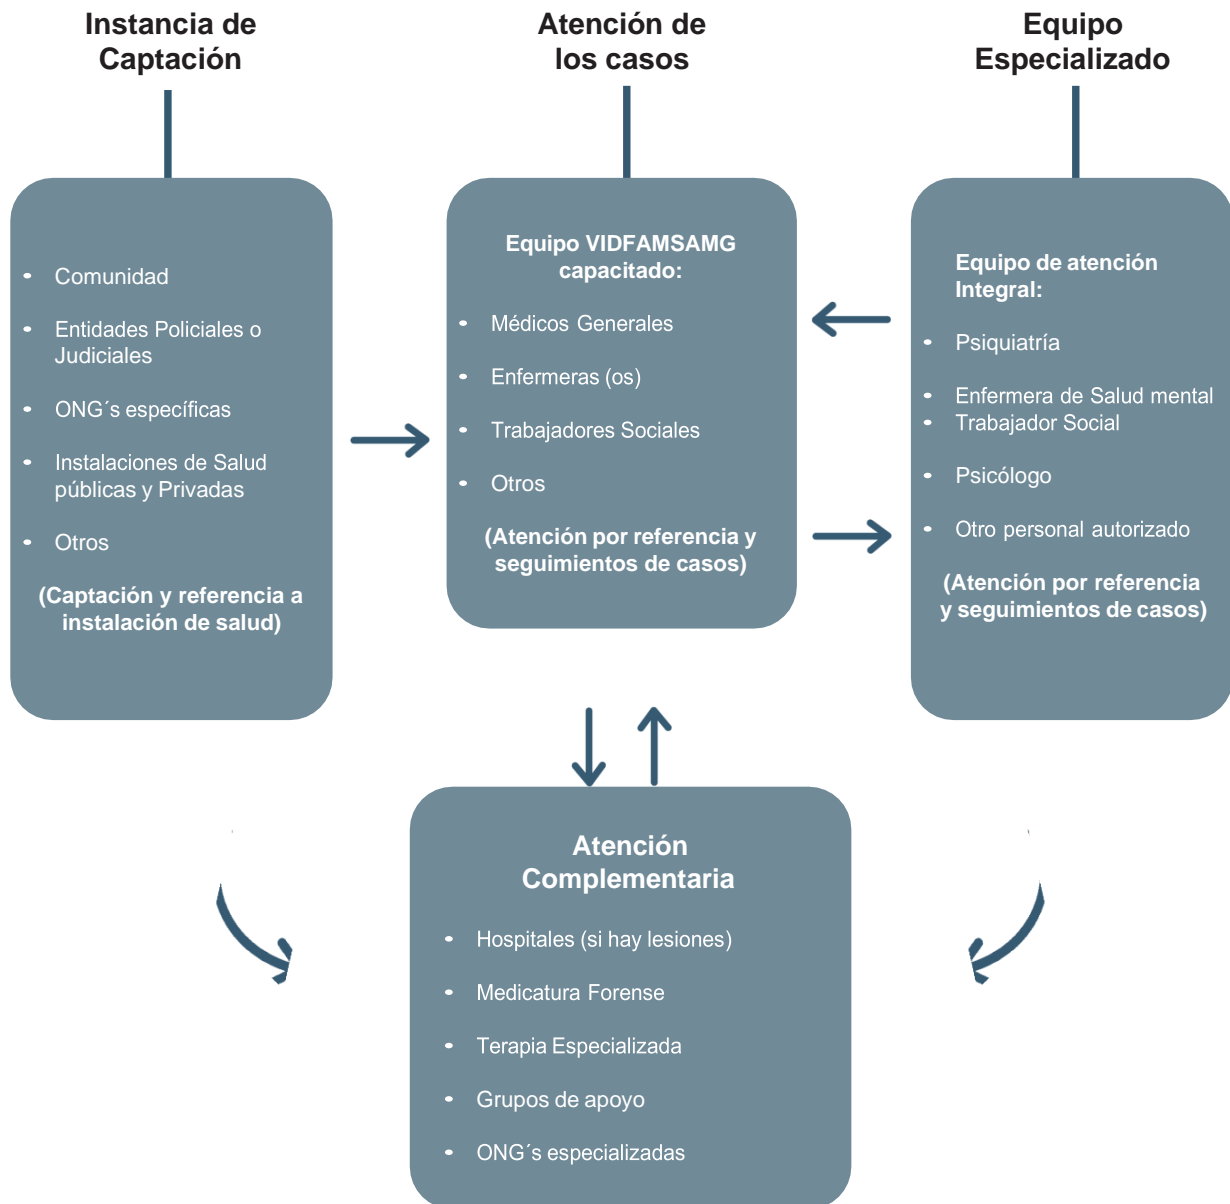 Instancia de
Captación
Atención de
los casos
Equipo
Especializado
• Comunidad
• Entidades Policiales o
Judiciales
• ONG´s específicas
• Instalaciones de Salud
públicas y Privadas
• Otros
(Captación y referencia a
instalación de salud)
Equipo VIDFAMSAMG
capacitado:
• Médicos Generales
• Enfermeras (os)
• Trabajadores Sociales
• Otros
(Atención por referencia y
seguimientos de casos)
Equipo de atención
Integral:
• Psiquiatría
• Enfermera de Salud mental
• Trabajador Social
• Psicólogo
• Otro personal autorizado
(Atención por referencia
y seguimientos de casos)
Atención
Complementaria
• Hospitales (si hay lesiones)
• Medicatura Forense
• Terapia Especializada
• Grupos de apoyo
• ONG´s especializadas